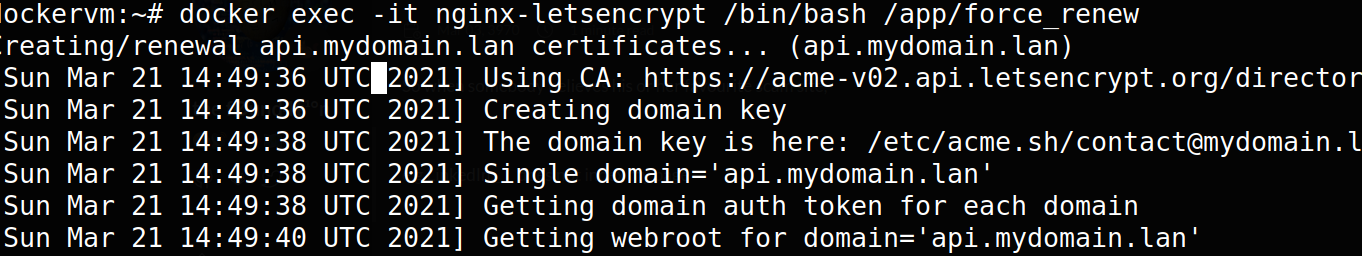 dockervm:~# docker exec -it nginx-letsencrypt /bin/bash /app/force_renew
reating/renewal api.mydomain.lan certificates... (api.mydomain.lan)
Sun Mar 21 14:49:36 UTC 2021] Using CA: https://acme-v02.api.letsencrypt.org/director
Sun Mar 21 14:49:36 UTC 2021] Creating domain key
Sun Mar 21 14:49:38 UTC 2021] The domain key is here: /etc/acme.sh/contact@mydomain.l
Sun Mar 21 14:49:38 UTC 2021] Single domain='api.mydomain.lan'
Sun Mar 21 14:49:38 UTC 2021] Getting domain auth token for each domain
Sun Mar 21 14:49:40 UTC 2021] Getting webroot for domain='api.mydomain.lan'